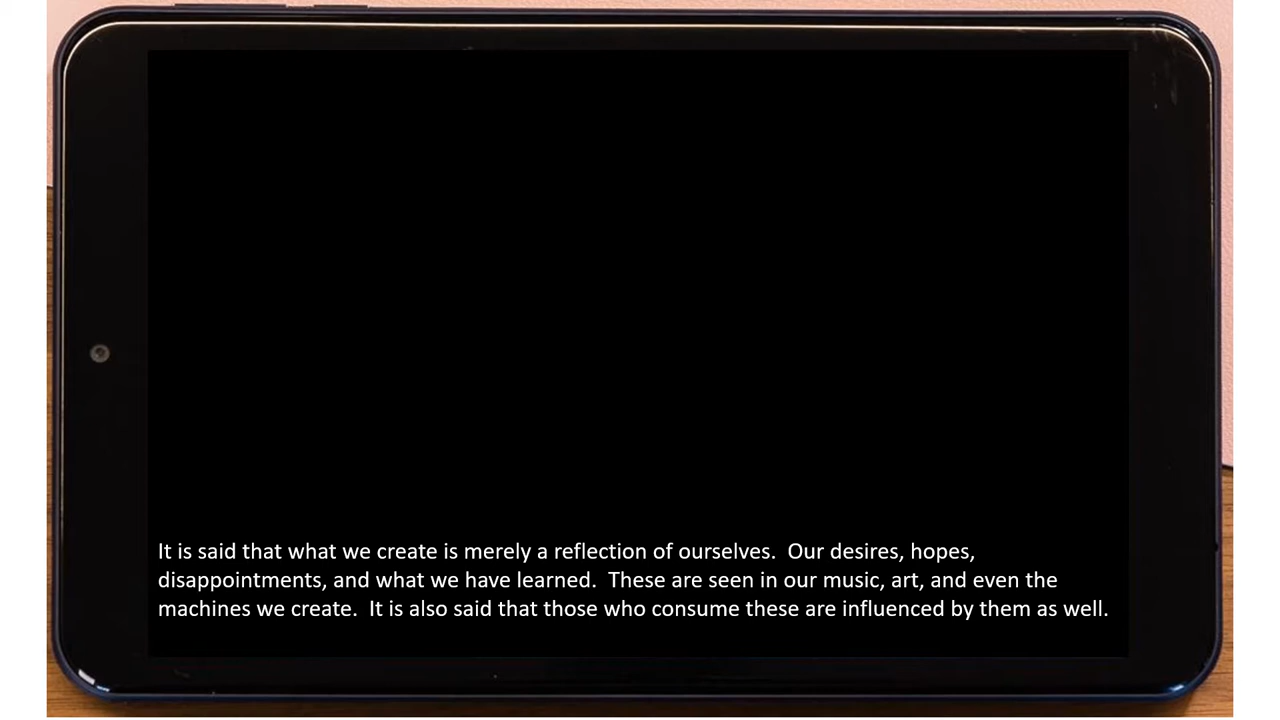 It is said that what we create is merely a reflection of ourselves.  Our desires, hopes,
disappointments, and what we have learned.  These are seen in our music, art, and even the
machines we create.  It is also said that those who consume these are influenced by them as well.